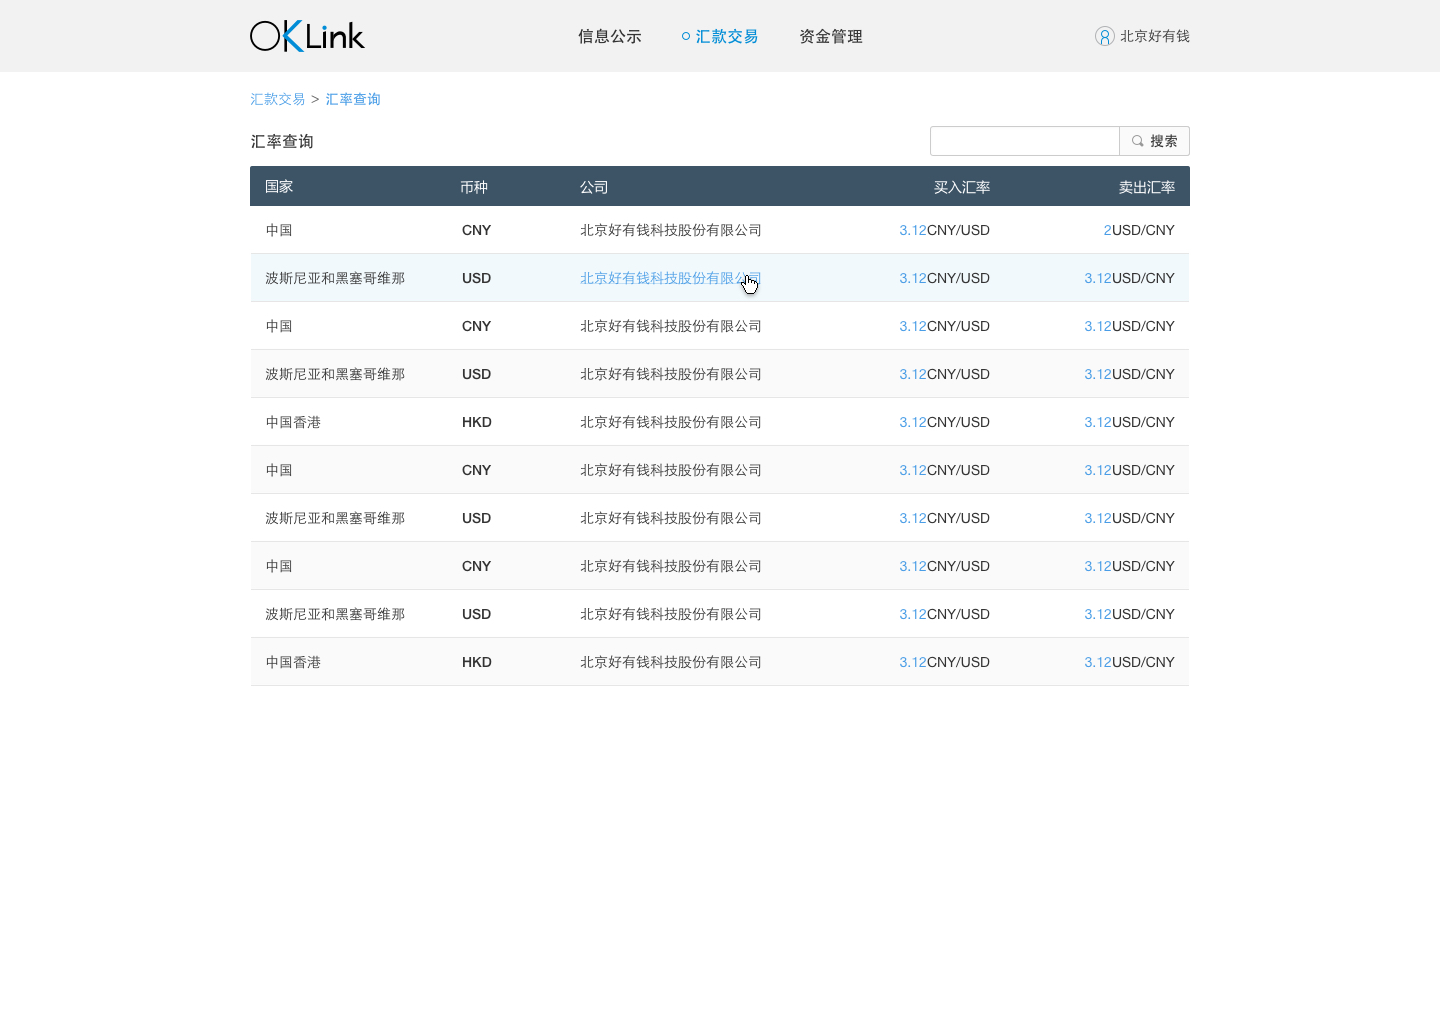 OKLink 信息公示 汇款交易 资金管理 北京好有钱
汇款交易 > 汇率查询
汇率查询 搜索
国家 币种 公司 买入汇率 卖出汇率
中国 CNY 北京好有钱科技股份有限公司 3.12CNY/USD 2USD/CNY
波斯尼亚和黑塞哥维那 USD 北京好有钱科技股份有限公司 3.12CNY/USD 3.12USD/CNY
中国 CNY 北京好有钱科技股份有限公司 3.12CNY/USD 3.12USD/CNY
波斯尼亚和黑塞哥维那 USD 北京好有钱科技股份有限公司 3.12CNY/USD 3.12USD/CNY
中国香港 HKD 北京好有钱科技股份有限公司 3.12CNY/USD 3.12USD/CNY
中国 CNY 北京好有钱科技股份有限公司 3.12CNY/USD 3.12USD/CNY
波斯尼亚和黑塞哥维那 USD 北京好有钱科技股份有限公司 3.12CNY/USD 3.12USD/CNY
中国 CNY 北京好有钱科技股份有限公司 3.12CNY/USD 3.12USD/CNY
波斯尼亚和黑塞哥维那 USD 北京好有钱科技股份有限公司 3.12CNY/USD 3.12USD/CNY
中国香港 HKD 北京好有钱科技股份有限公司 3.12CNY/USD 3.12USD/CNY